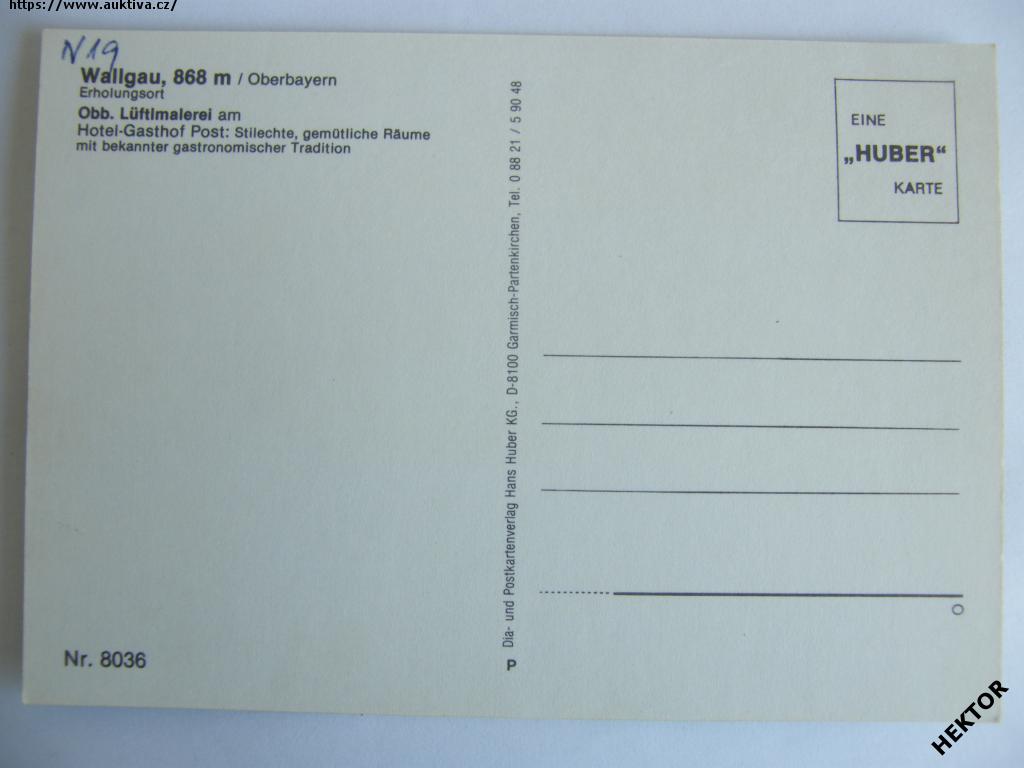 https://www.auktiva.cz/
N19
Wallgau, 868 m / Oberbayern
Erholungsort
Obb. Lüftlmalerei am
Hotel-Gasthof Post: Stilechte, gemütliche Räume
mit bekannter gastronomischer Tradition
Nr. 8036
Dia- und Postkartenverlag Hans Huber KG., D-8100 Garmisch-Partenkirchen, Tel. 0 88 21 / 5 90 48
P
EINE
„HUBER“
KARTE
HEKTOR